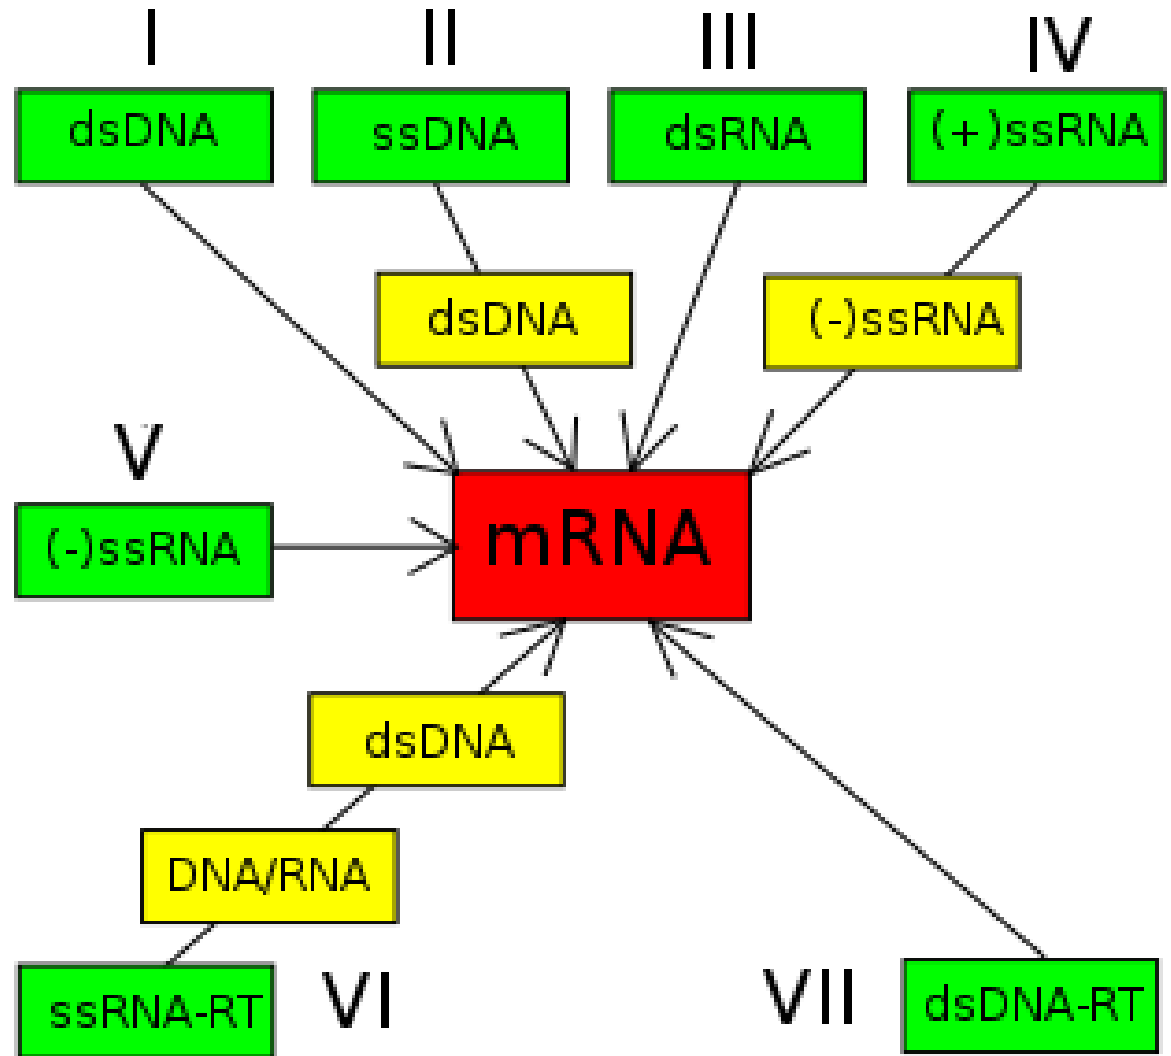 I
II
III
IV
dsDNA
ssDNA
dsRNA
(+)ssRNA
dsDNA
(-)ssRNA
V
(-)ssRNA
mRNA
dsDNA
DNA/RNA
ssRNA-RT
VI
VII
dsDNA-RT